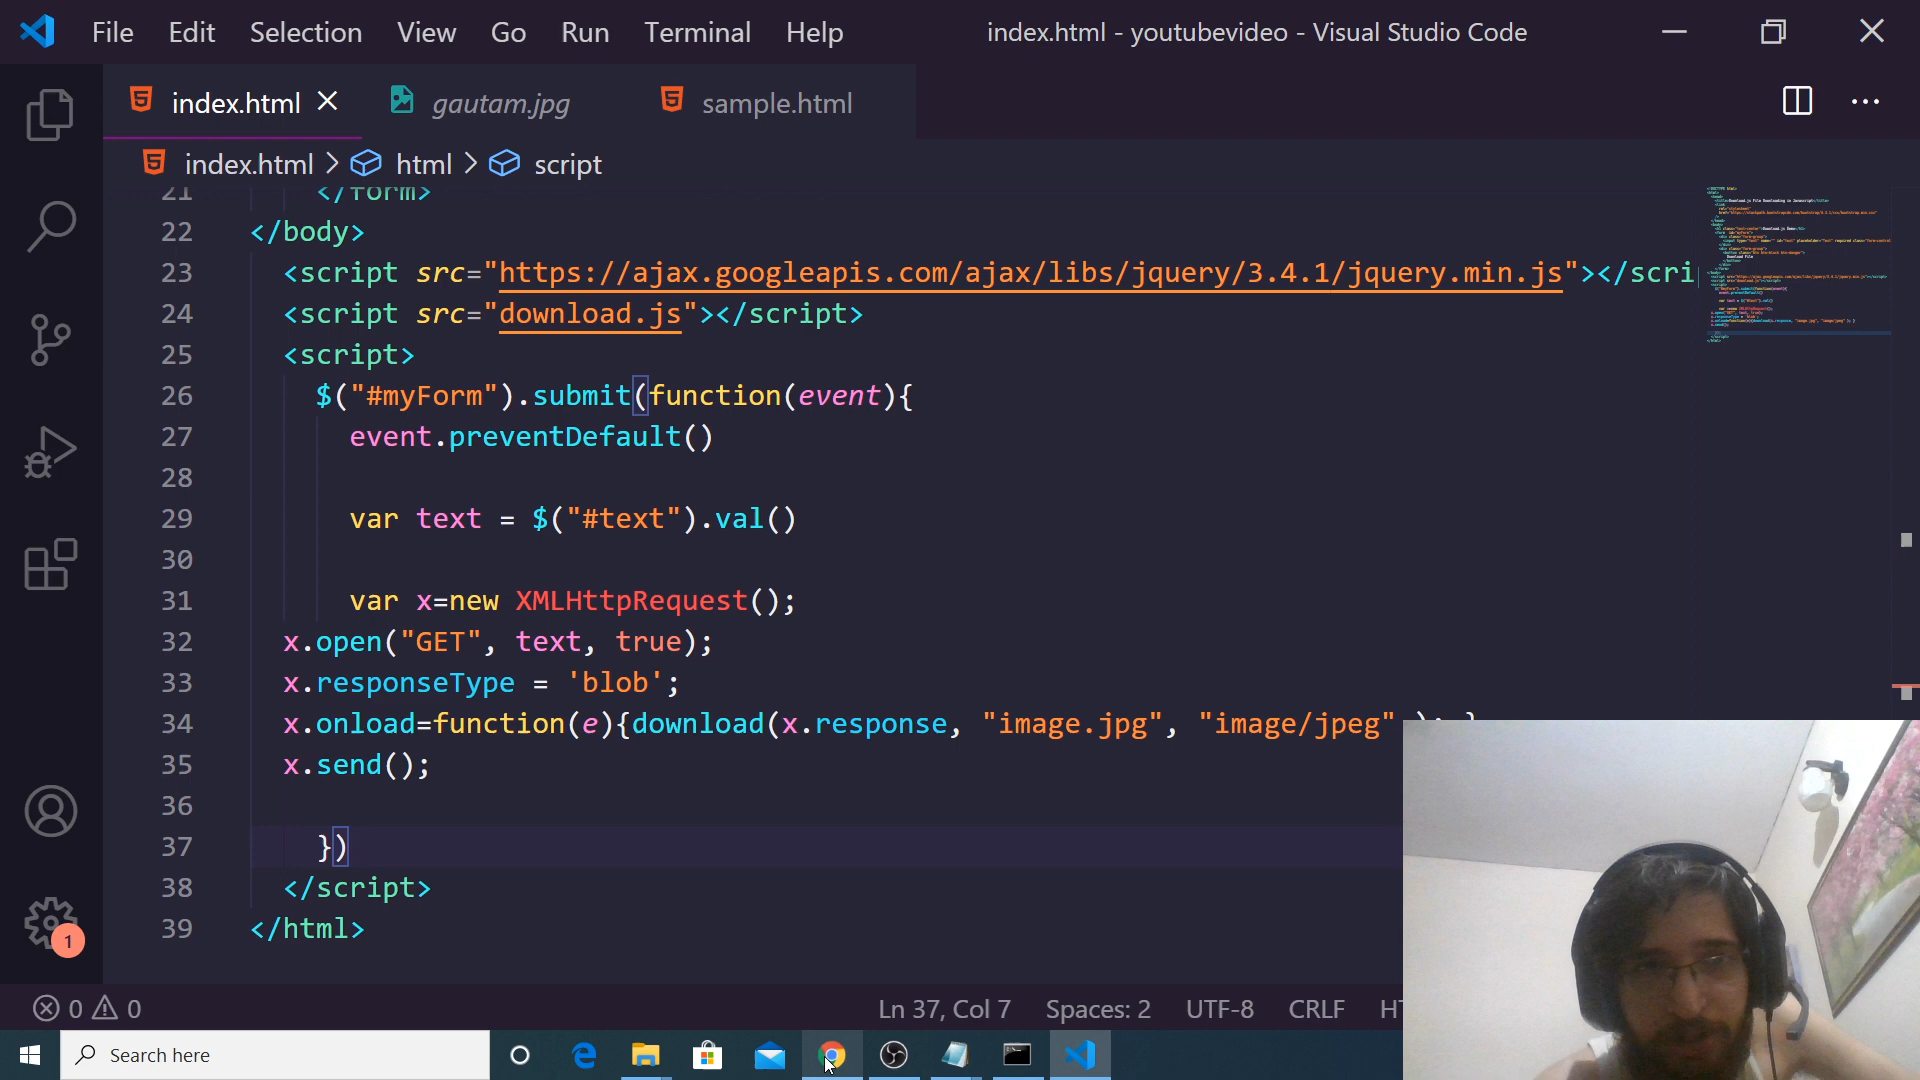 File Edit Selection View Go Run Terminal Help index.html - youtubevideo - Visual Studio Code
index.html gautam.jpg sample.html
index.html > html > script
21 </form>
22 </body>
23 <script src="https://ajax.googleapis.com/ajax/libs/jquery/3.4.1/jquery.min.js"></scri
24 <script src="download.js"></script>
25 <script>
26 $("#myForm").submit(function(event){
27 event.preventDefault()
28
29 var text = $("#text").val()
30
31 var x=new XMLHttpRequest();
32 x.open("GET", text, true);
33 x.responseType = 'blob';
34 x.onload=function(e){download(x.response, "image.jpg", "image/jpeg" ); }
35 x.send();
36
37 })
38 </script>
39 </html>
1
0 0 Ln 37, Col 7 Spaces: 2 UTF-8 CRLF HT
Search here